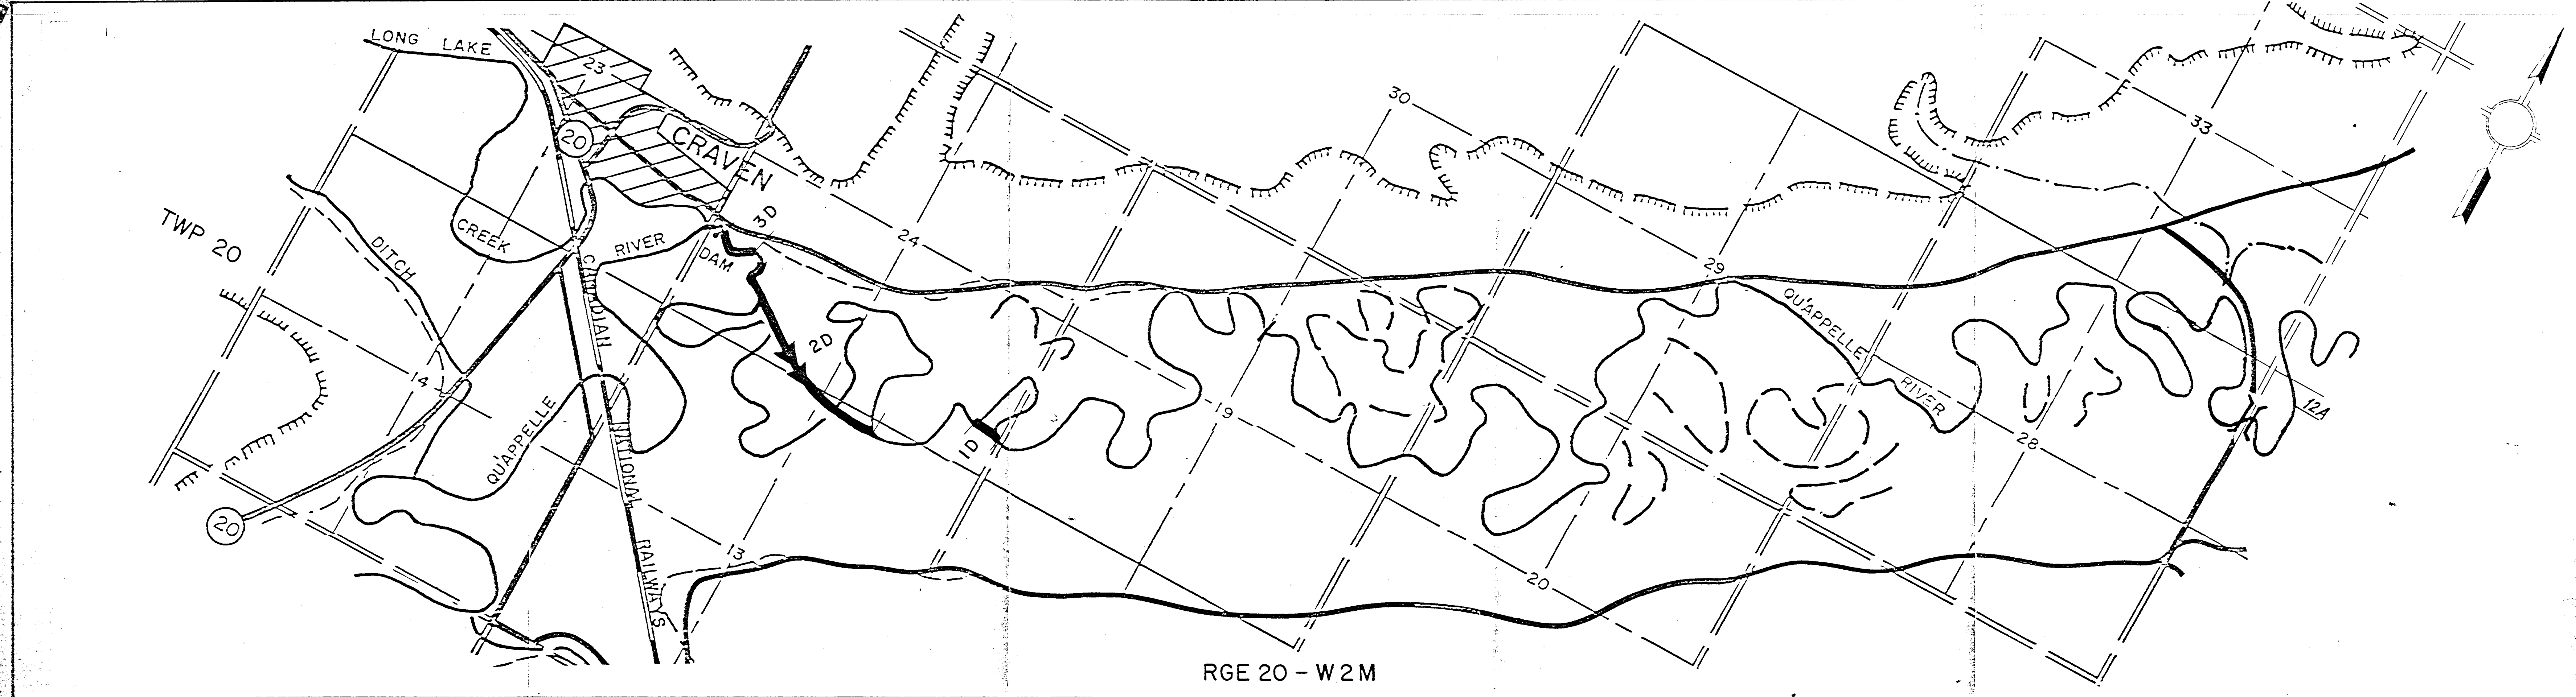 LONG LAKE
23
20
CRAVEN
30
33
TWP 20
CREEK
DITCH
RIVER
DAM
3D
24
29
QU'APPELLE
RIVER
CANADIAN
NATIONAL
RAILWAYS
2D
14
QU'APPELLE
1D
19
12A
28
E
20
13
20
RGE 20 - W2M